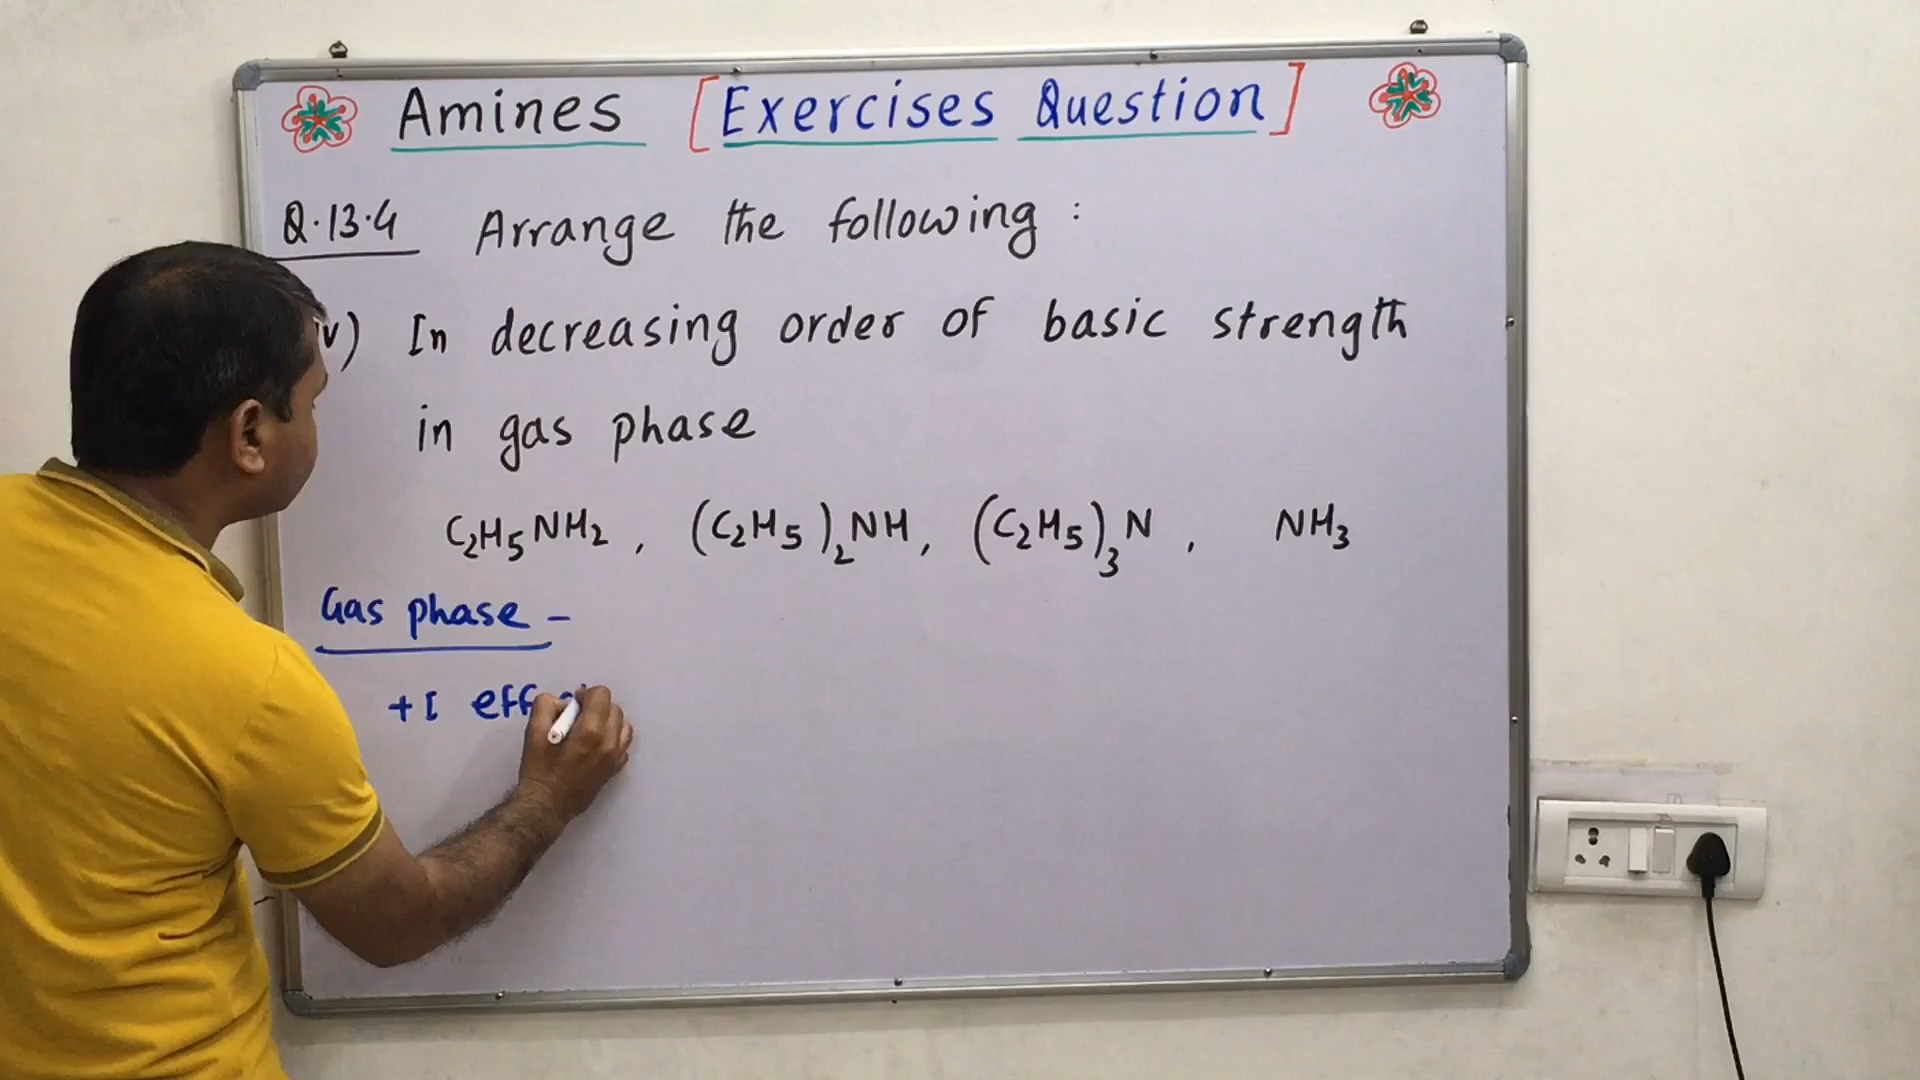 Amines [Exercises Question]
Q.13.4 Arrange the following :
v) In decreasing order of basic strength
in gas phase
C₂H₅NH₂, (C₂H₅)₂NH, (C₂H₅)₃N, NH₃
Gas phase -
+I